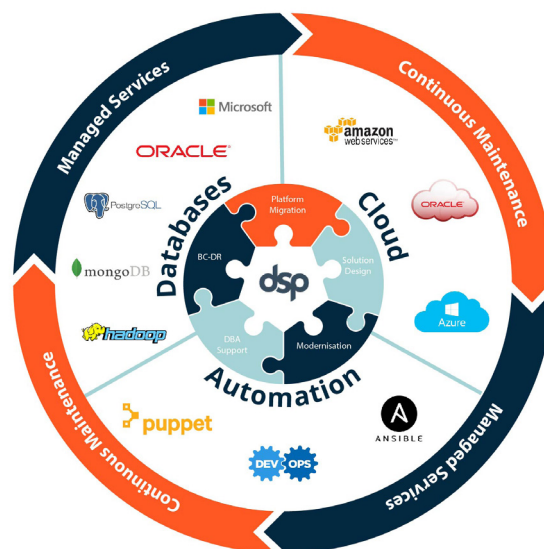 Managed Services
Continuous Maintenance
Microsoft
ORACLE
PostgreSQL
mongoDB
hadoop
amazon
webservices™
ORACLE
Azure
Databases
Cloud
Automation
Platform
Migration
BC-DR
Solution
Design
dsp
DBA
Support
Modernisation
puppet
DEV OPS
A
ANSIBLE
Continuous Maintenance
Managed Services